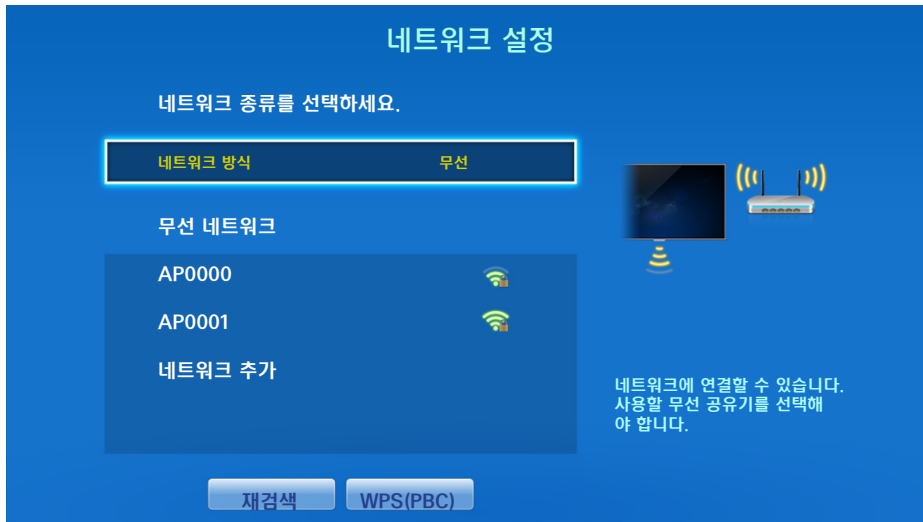 네트워크 설정
네트워크 종류를 선택하세요.
네트워크 방식 무선
무선 네트워크
AP0000
AP0001
네트워크 추가
네트워크에 연결할 수 있습니다.
사용할 무선 공유기를 선택해
야 합니다.
재검색 WPS(PBC)